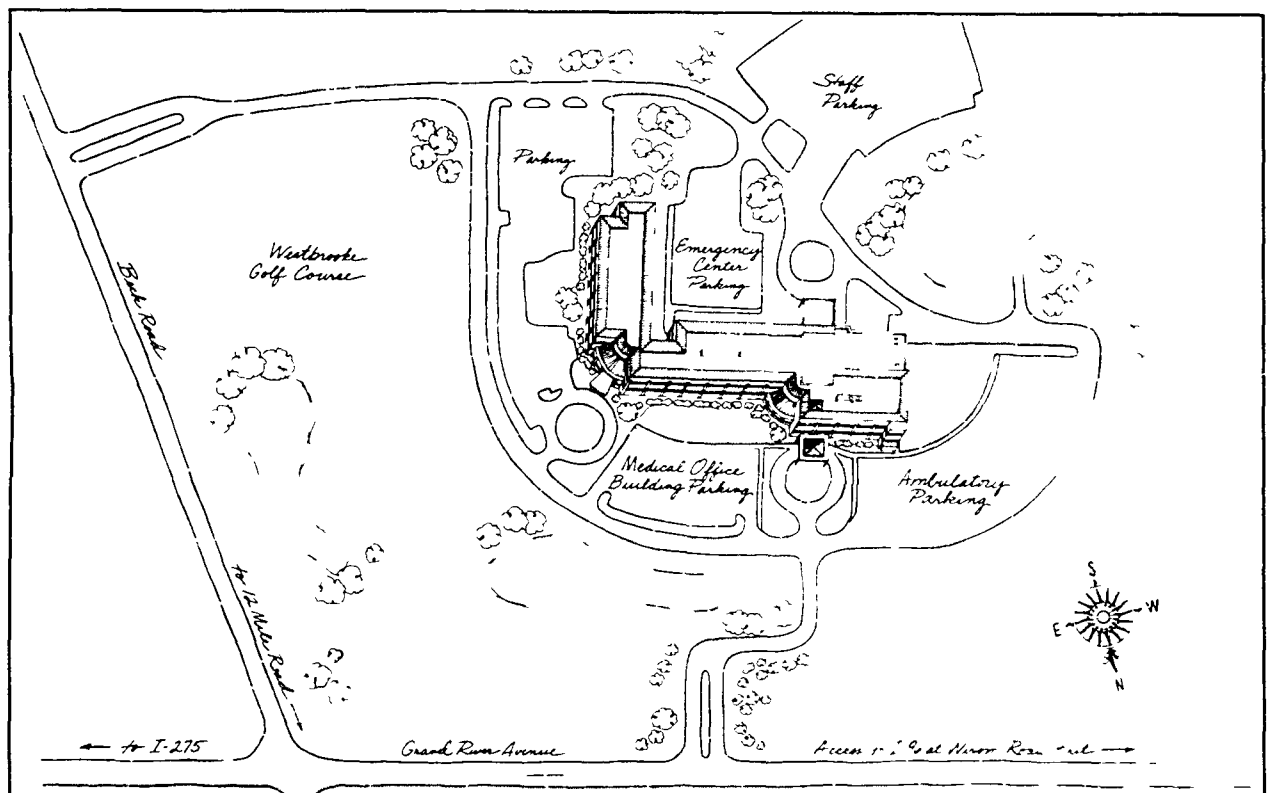 Staff
Parking
Parking
Westbrooke
Golf Course
Emergency
Center
Parking
Beck Road
Medical Office
Building Parking
Ambulatory
Parking
to 12 Mile Road
S
W
E
N
← to I-275
Grand River Avenue
Access